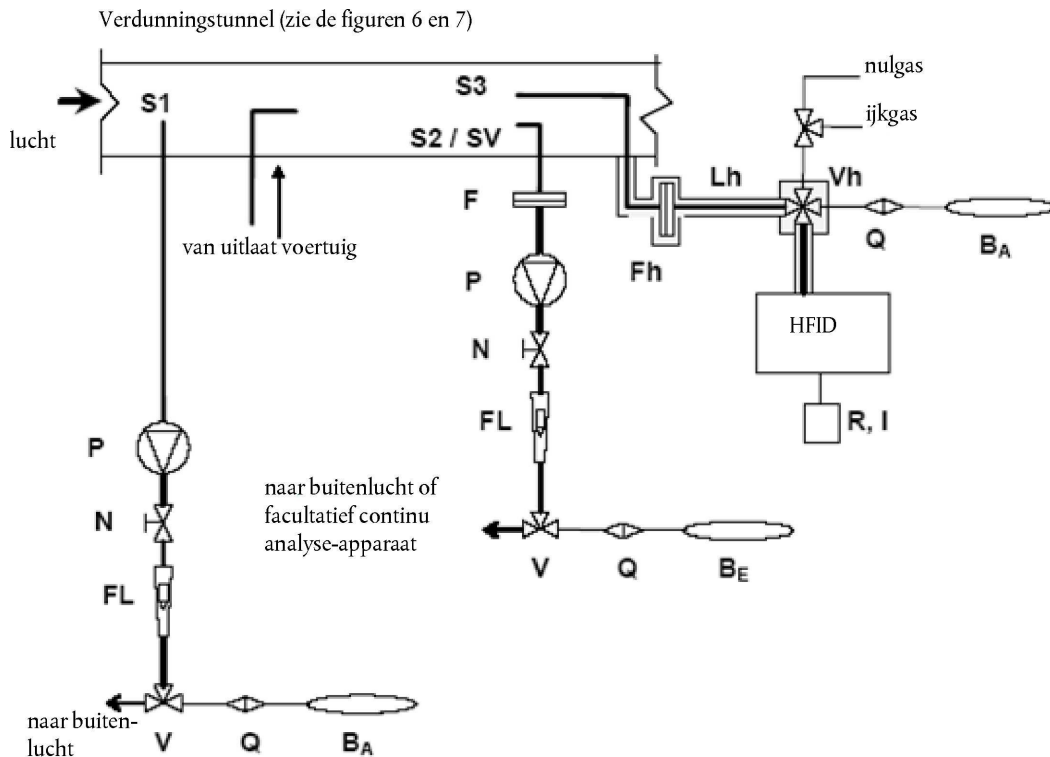 Verdunningstunnel (zie de figuren 6 en 7)
nulgas
S3
S1
ijkgas
lucht
S2 / SV
Lh
Vh
F
van uitlaat voertuig
Q
BA
Fh
P
HFID
N
FL
R, I
P
naar buitenlucht of
facultatief continu
analyse-apparaat
N
V
Q
BE
FL
naar buiten-
lucht
V
Q
BA